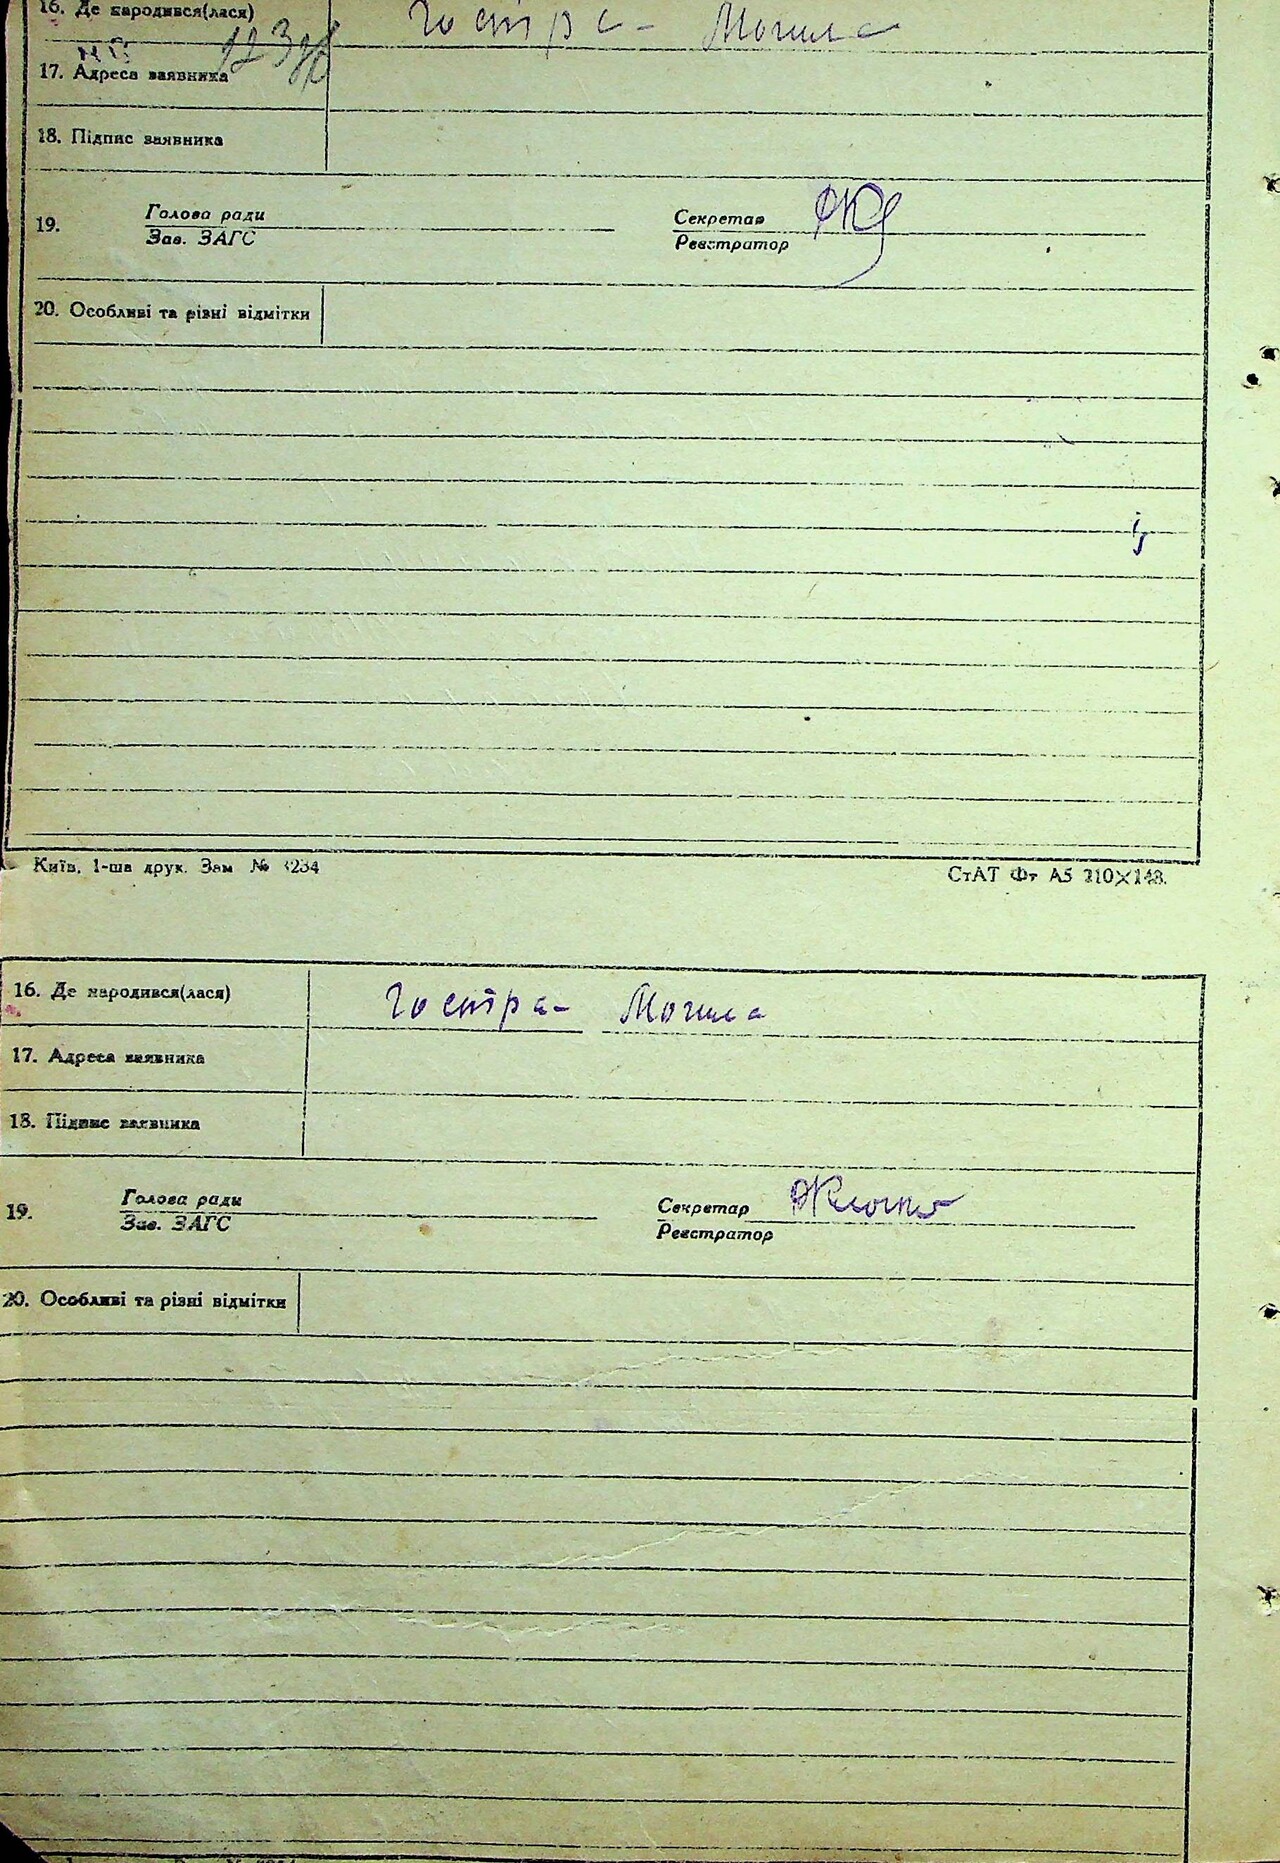 16. Де народився(лася) Гостра- Могила
123
17. Адреса заявника
18. Підпис заявника
19. Голова ради Секретар
Зав. ЗАГС Реєстратор
20. Особливі та різні відмітки
Київ, 1-ша друк. Зам № 3234 СтАТ Фт А5 210×148.
16. Де народився(лася) Гостра- Могила
17. Адреса заявника
18. Підпис заявника
19. Голова ради Секретар
Зав. ЗАГС Реєстратор
20. Особливі та різні відмітки